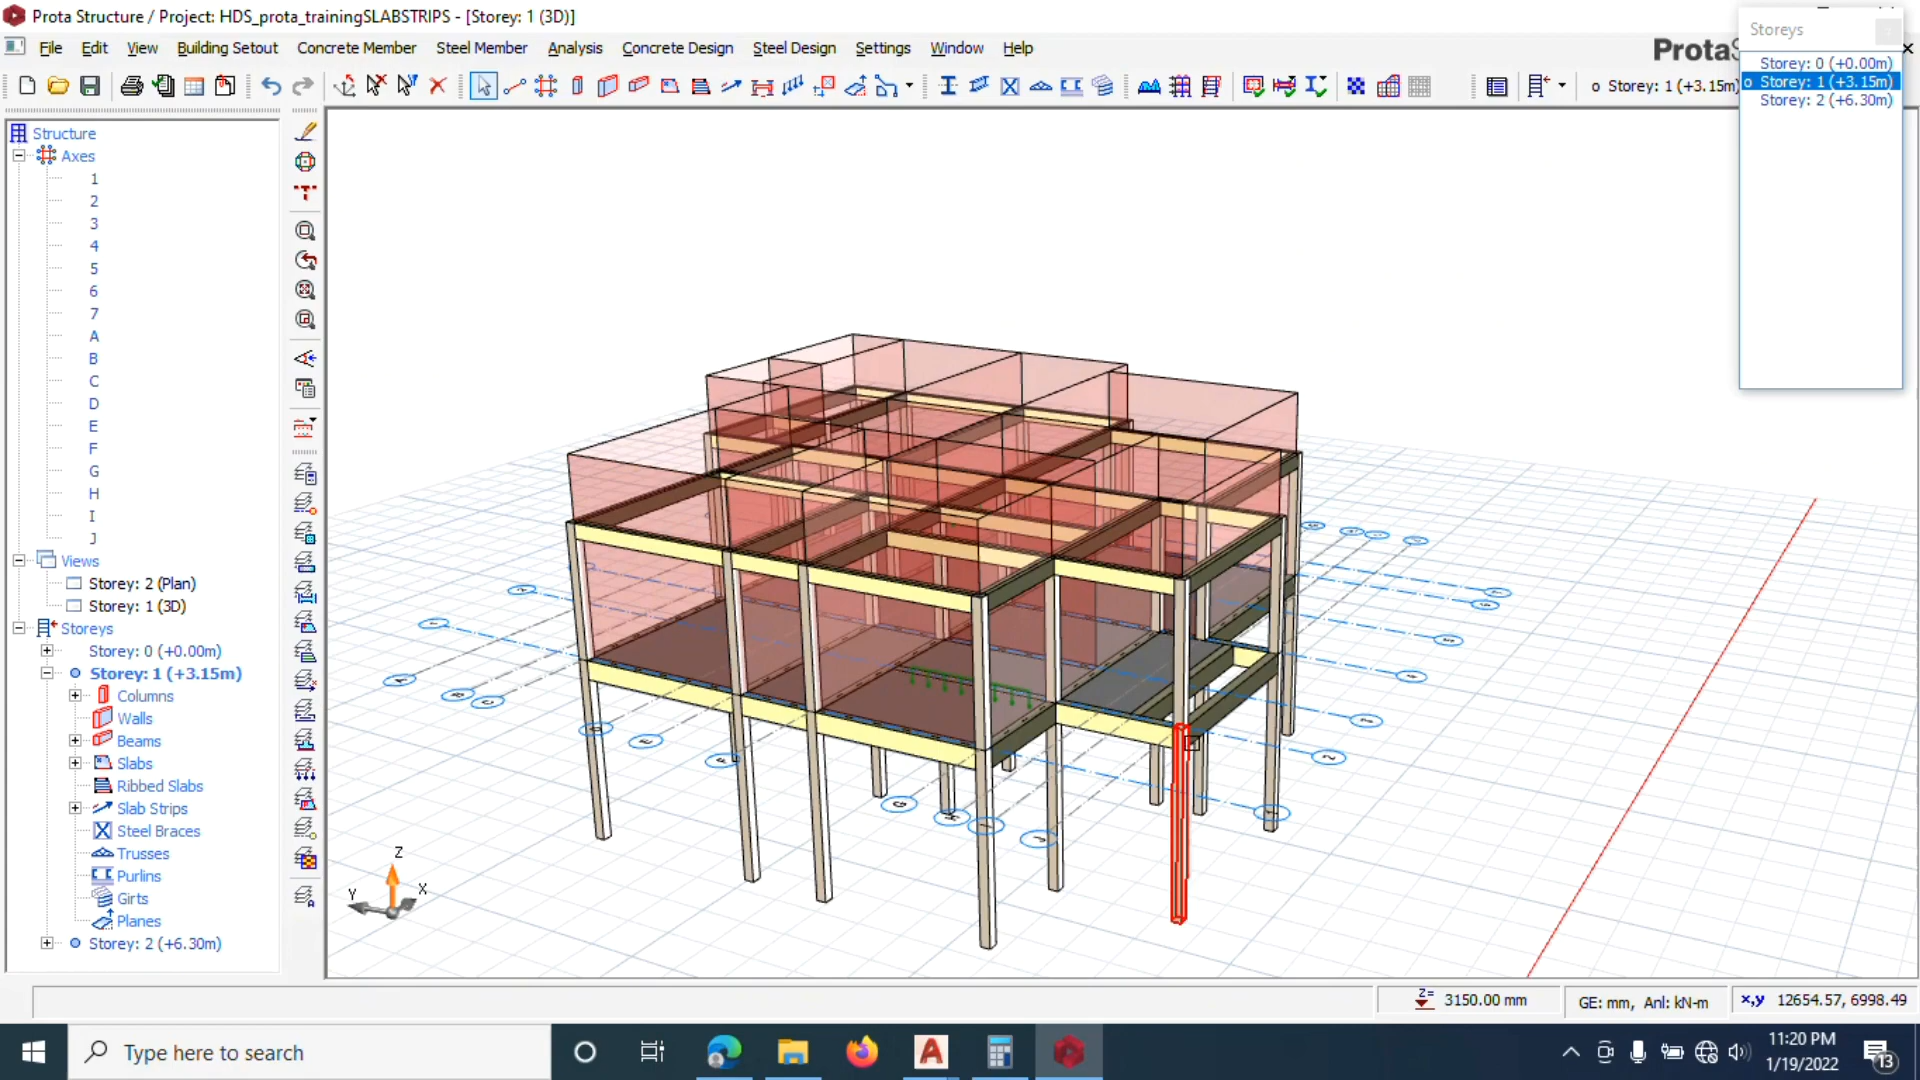 Prota Structure / Project: HDS_prota_trainingSLABSTRIPS - [Storey: 1 (3D)]
File Edit View Building Setout Concrete Member Steel Member Analysis Concrete Design Steel Design Settings Window Help
Storey: 1 (+3.15m)
Storeys
Storey: 0 (+0.00m)
Storey: 1 (+3.15m)
Storey: 2 (+6.30m)
Structure
Axes
1
2
3
4
5
6
7
A
B
C
D
E
F
G
H
I
J
Views
Storey: 2 (Plan)
Storey: 1 (3D)
Storeys
Storey: 0 (+0.00m)
Storey: 1 (+3.15m)
Columns
Walls
Beams
Slabs
Ribbed Slabs
Slab Strips
Steel Braces
Trusses
Purlins
Girts
Planes
Storey: 2 (+6.30m)
Z
Y
X
Z= 3150.00 mm
GE: mm, Anl: kN-m
x,y 12654.57, 6998.49
Type here to search
11:20 PM
1/19/2022
13